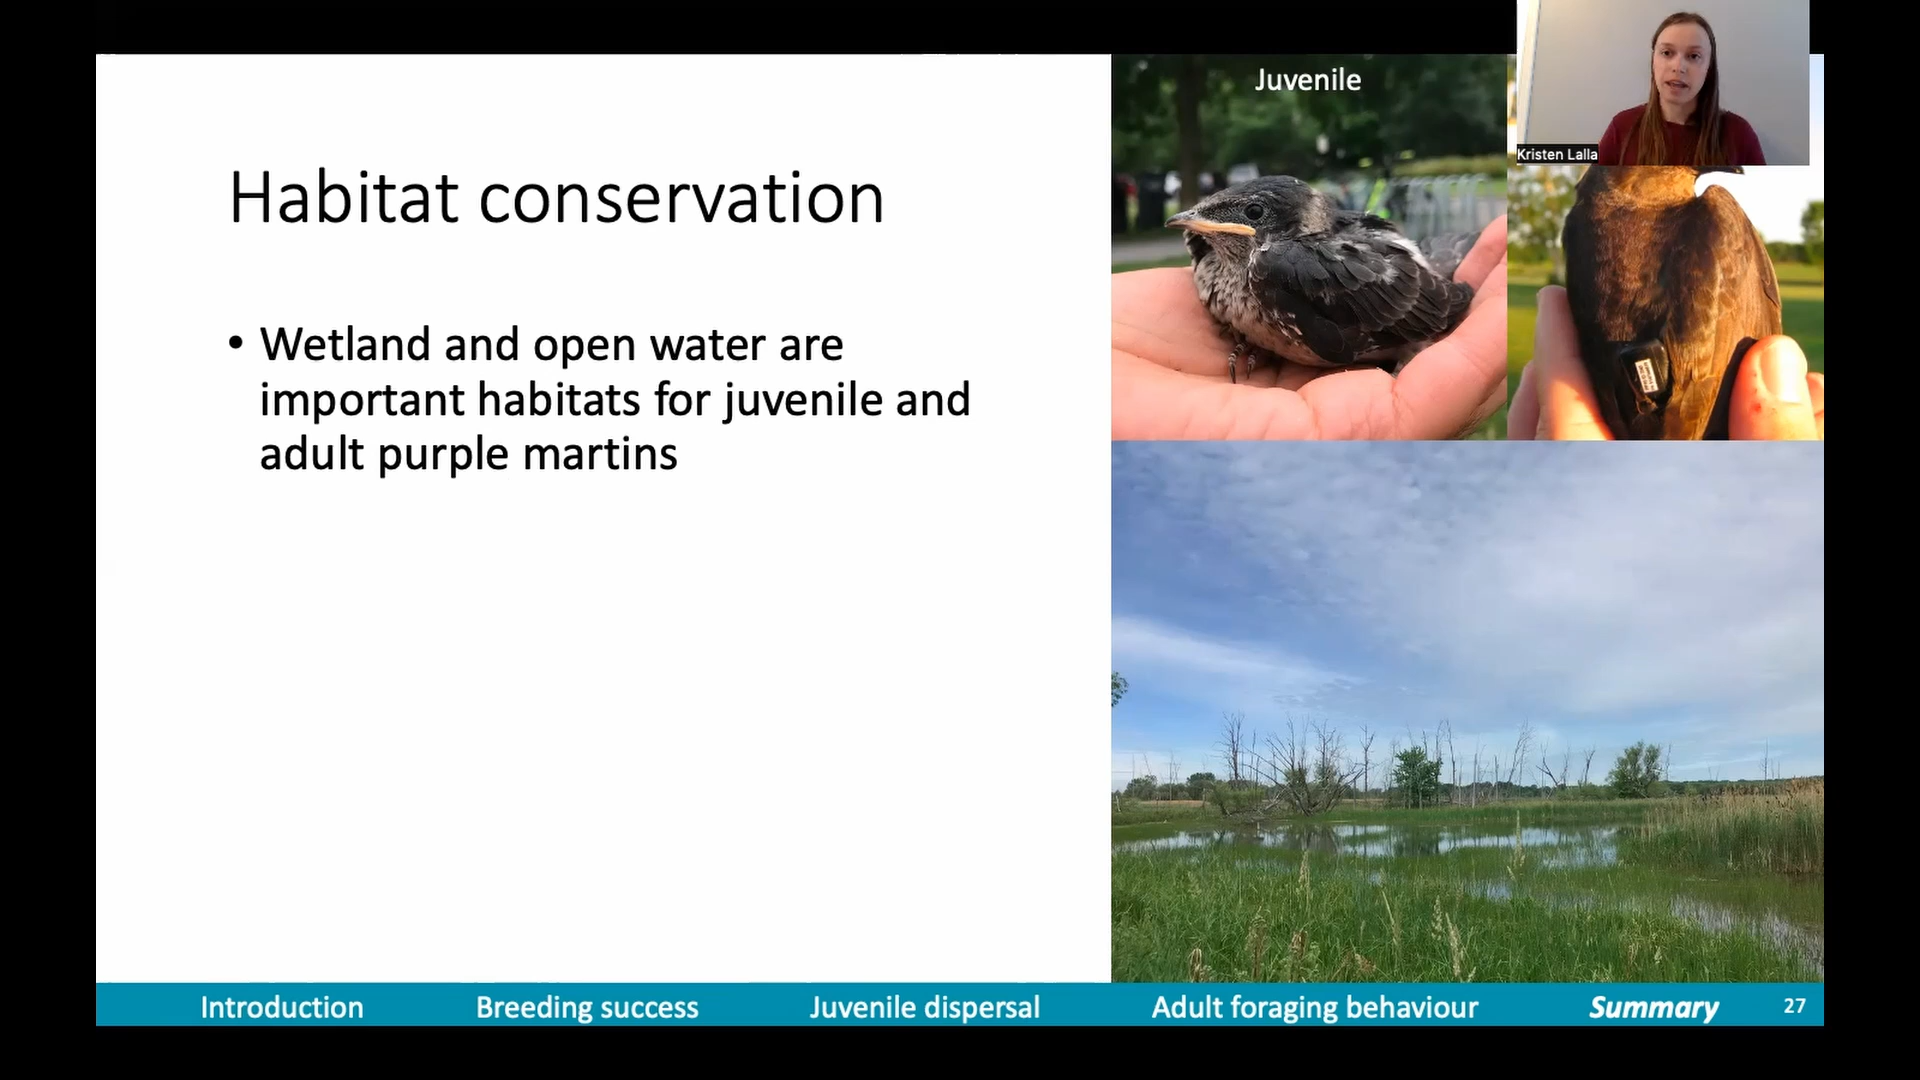 Juvenile
Kristen Lalla
Habitat conservation
• Wetland and open water are
important habitats for juvenile and
adult purple martins
Introduction Breeding success Juvenile dispersal Adult foraging behaviour Summary 27